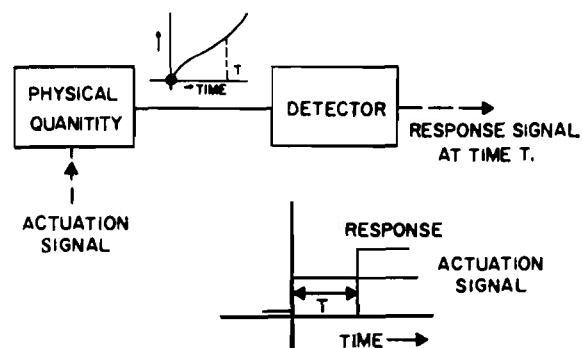 T
TIME
PHYSICAL
QUANITITY
DETECTOR
RESPONSE SIGNAL
AT TIME T.
ACTUATION
SIGNAL
RESPONSE
ACTUATION
SIGNAL
T
TIME